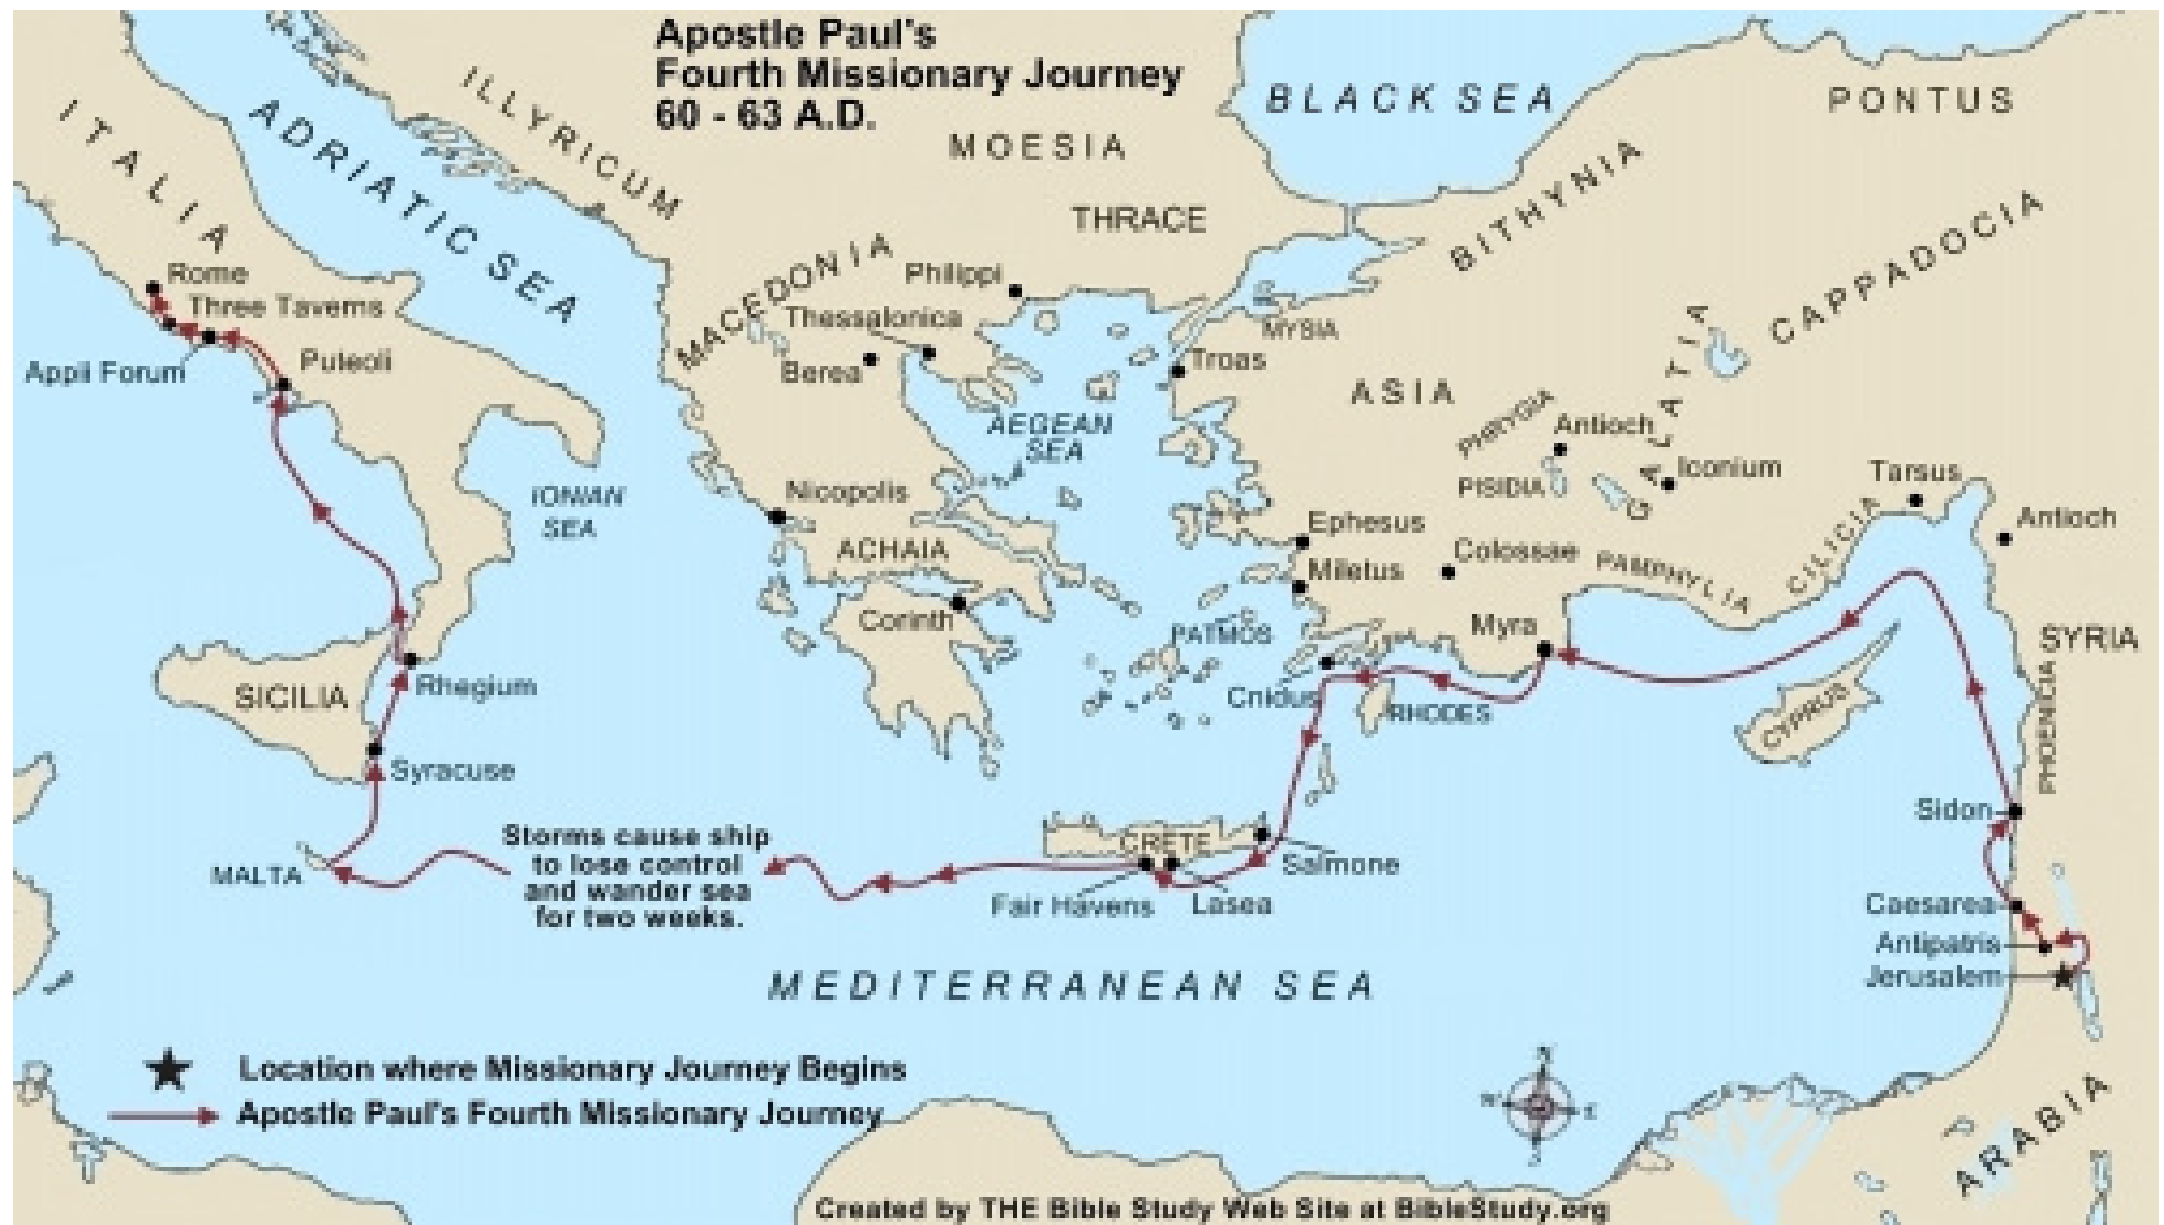 Apostle Paul's
Fourth Missionary Journey
60 - 63 A.D.
ITALIA
ADRIATIC SEA
ILLYRICUM
MOESIA
BLACK SEA
PONTUS
THRACE
BITHYNIA
CAPPADOCIA
MACEDONIA
Philippi
Rome
Three Taverns
Thessalonica
MYSIA
Appii Forum
Puteoli
Berea
Troas
ASIA
GALATIA
PHRYGIA
Antioch
AEGEAN
SEA
IONIAN
SEA
Nicopolis
PISIDIA
Iconium
Tarsus
Ephesus
Antioch
ACHAIA
Colossae
PAMPHYLIA
CILICIA
Miletus
Corinth
PATMOS
Myra
SYRIA
SICILIA
Rhegium
Cnidus
RHODES
CYPRUS
PHOENICIA
Syracuse
Sidon
Storms cause ship
to lose control
and wander sea
for two weeks.
CRETE
Salmone
MALTA
Fair Havens
Lasea
Caesarea
Antipatris
Jerusalem
MEDITERRANEAN SEA
Location where Missionary Journey Begins
Apostle Paul's Fourth Missionary Journey
N
W
E
S
ARABIA
Created by THE Bible Study Web Site at BibleStudy.org